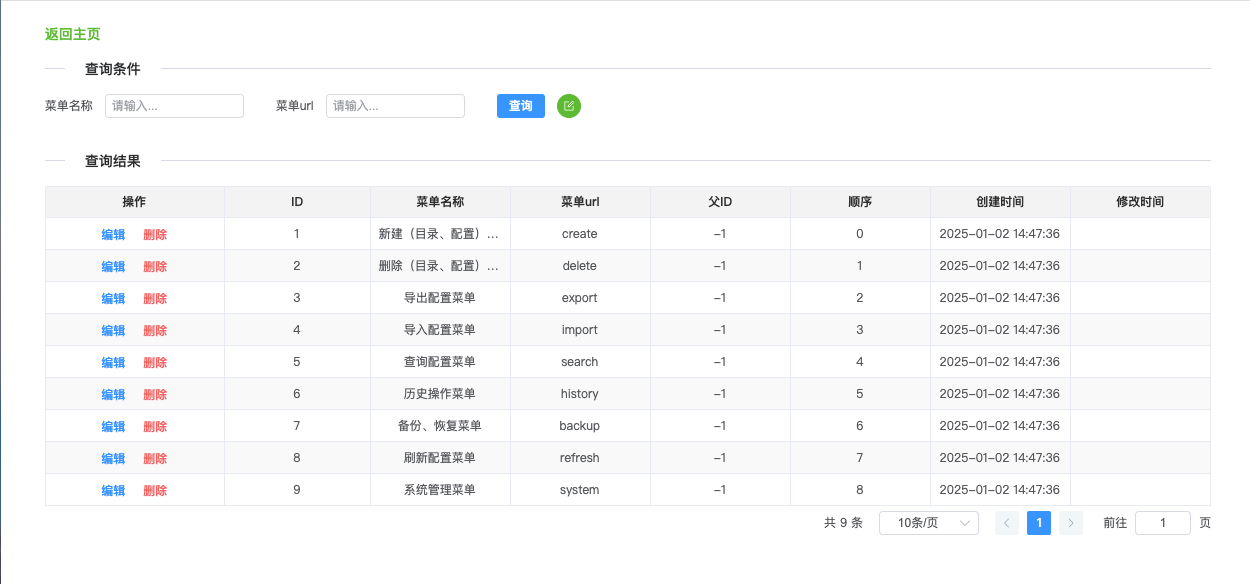 返回主页
查询条件
菜单名称 请输入... 菜单url 请输入... 查询
查询结果
操作 ID 菜单名称 菜单url 父ID 顺序 创建时间 修改时间
编辑 删除 1 新建（目录、配置）... create -1 0 2025-01-02 14:47:36
编辑 删除 2 删除（目录、配置）... delete -1 1 2025-01-02 14:47:36
编辑 删除 3 导出配置菜单 export -1 2 2025-01-02 14:47:36
编辑 删除 4 导入配置菜单 import -1 3 2025-01-02 14:47:36
编辑 删除 5 查询配置菜单 search -1 4 2025-01-02 14:47:36
编辑 删除 6 历史操作菜单 history -1 5 2025-01-02 14:47:36
编辑 删除 7 备份、恢复菜单 backup -1 6 2025-01-02 14:47:36
编辑 删除 8 刷新配置菜单 refresh -1 7 2025-01-02 14:47:36
编辑 删除 9 系统管理菜单 system -1 8 2025-01-02 14:47:36
共 9 条 10条/页 1 前往 1 页